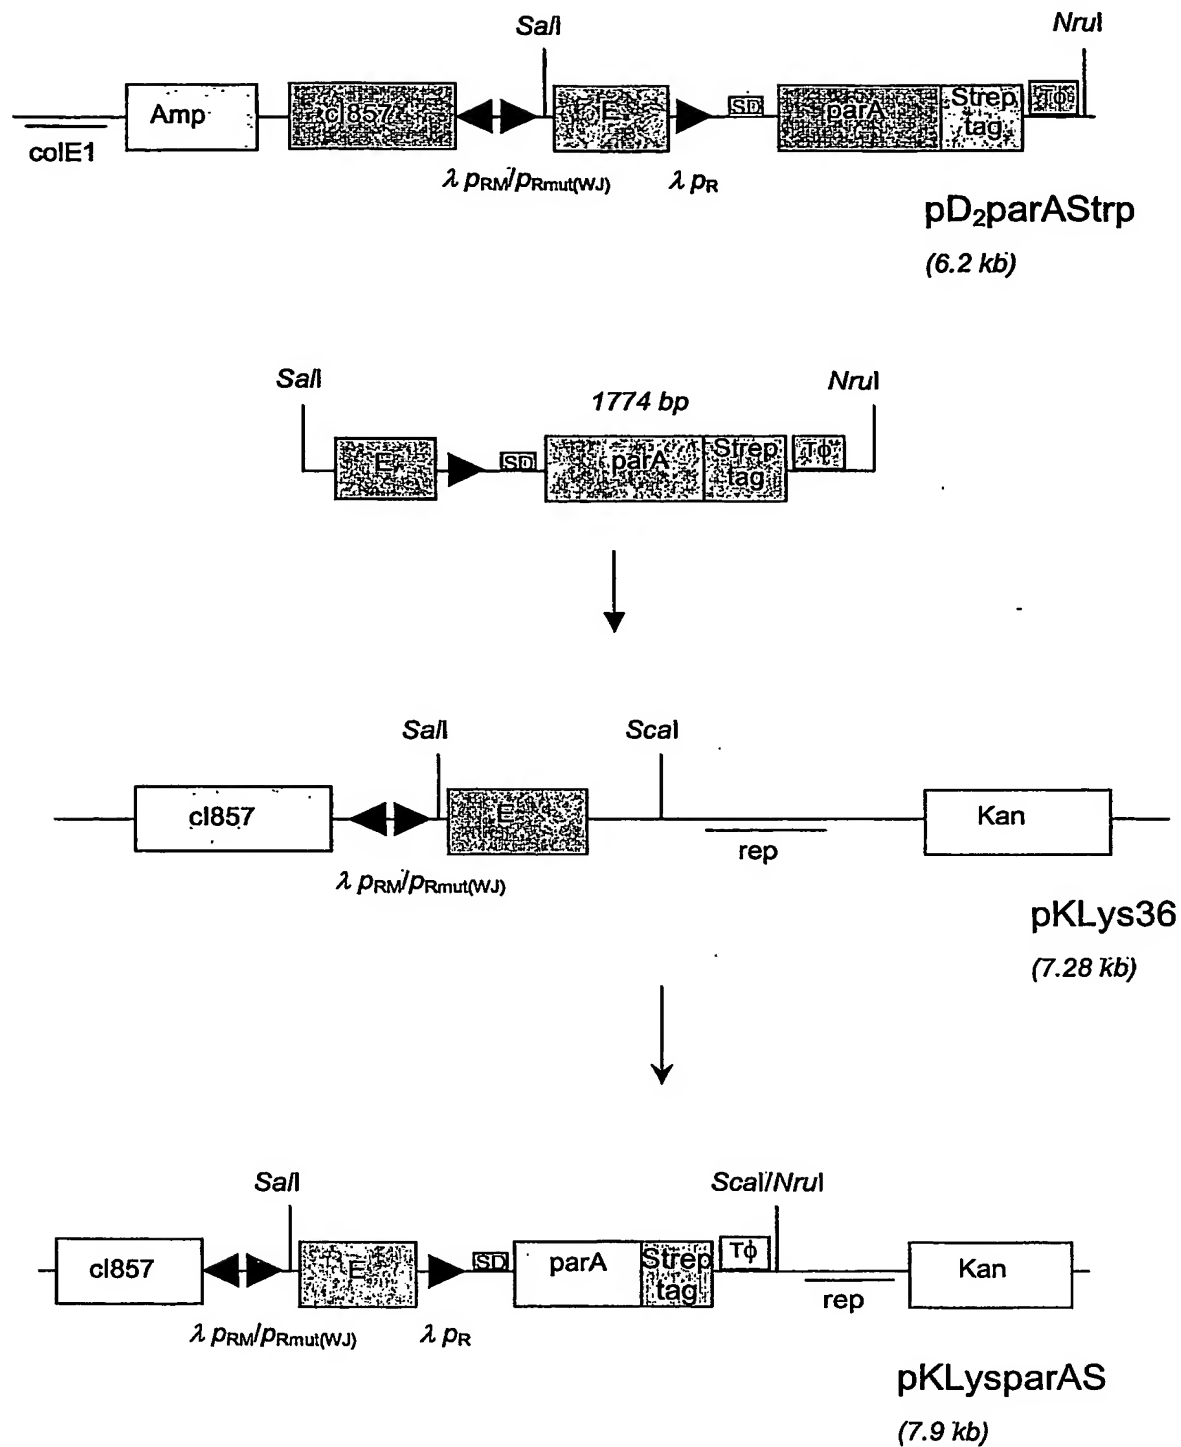 SalI NruI
Amp cI857 E SD parA Strep tag Tϕ
colE1
λ pRM/pRmut(WJ) λ pR
pD₂parAStrp
(6.2 kb)
SalI 1774 bp NruI
E SD parA Strep tag Tϕ
SalI ScaI
cI857 E Kan
rep
λ pRM/pRmut(WJ)
pKLys36
(7.28 kb)
SalI ScaI/NruI
cI857 E SD parA Strep tag Tϕ Kan
rep
λ pRM/pRmut(WJ) λ pR
pKLysparAS
(7.9 kb)